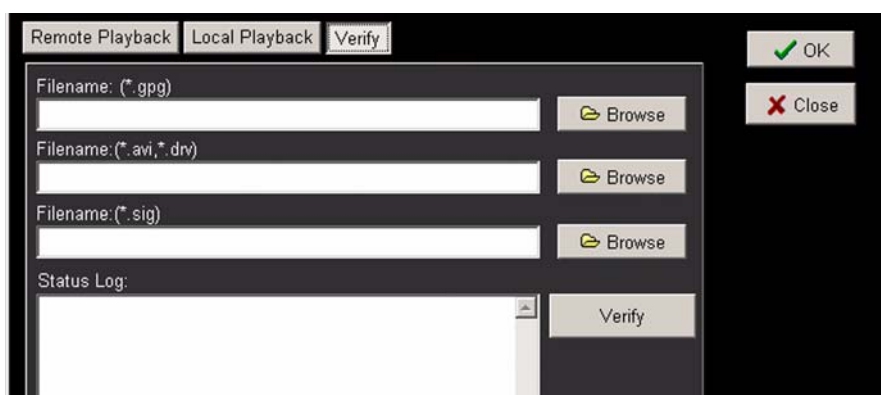 Remote Playback
Local Playback
Verify
OK
Close
Filename: (*.gpg)
Browse
Filename:(*.avi,*.drv)
Browse
Filename:(*.sig)
Browse
Status Log:
Verify